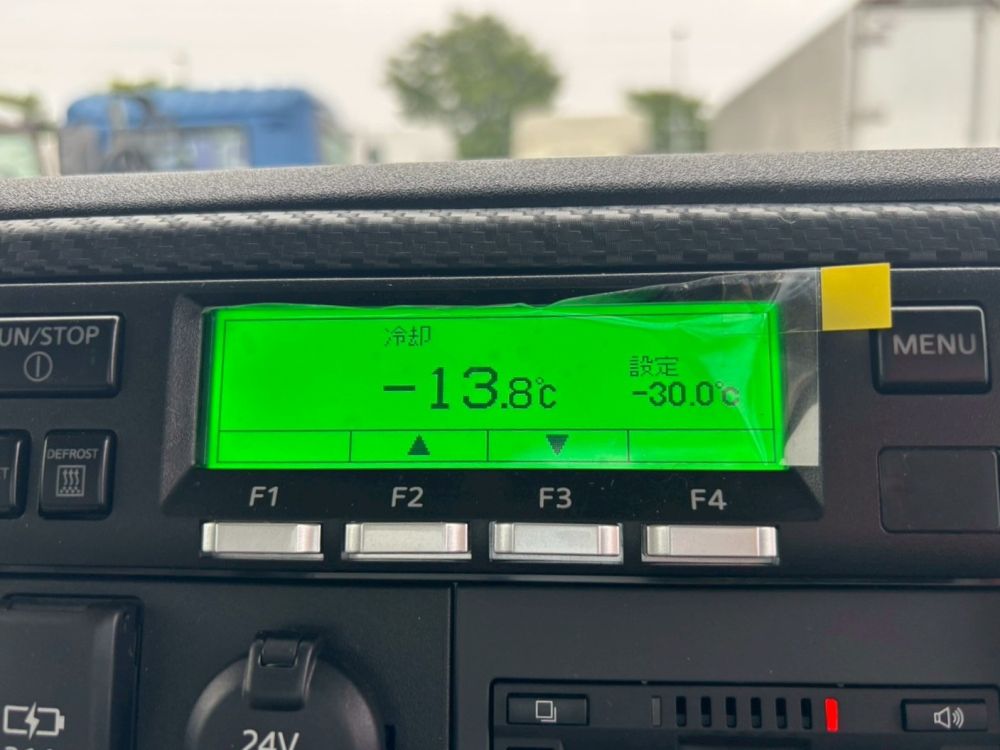 UN/STOP
冷却
-13.8℃
設定
-30.0℃
▲
▼
MENU
DEFROST
T
F1
F2
F3
F4
24V